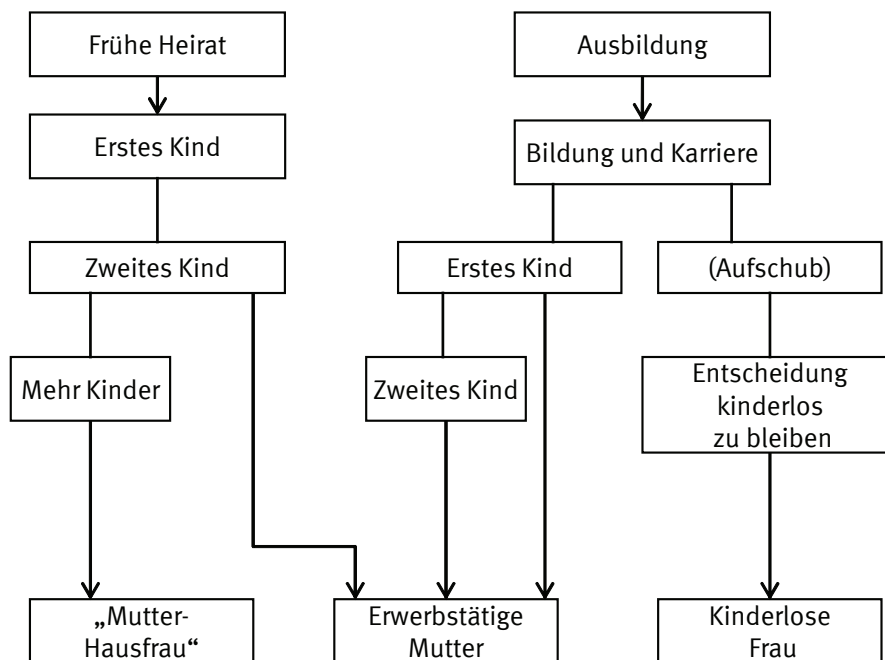 Frühe Heirat
Ausbildung
Erstes Kind
Bildung und Karriere
Zweites Kind
Erstes Kind
(Aufschub)
Mehr Kinder
Zweites Kind
Entscheidung
kinderlos
zu bleiben
„Mutter-
Hausfrau“
Erwerbstätige
Mutter
Kinderlose
Frau